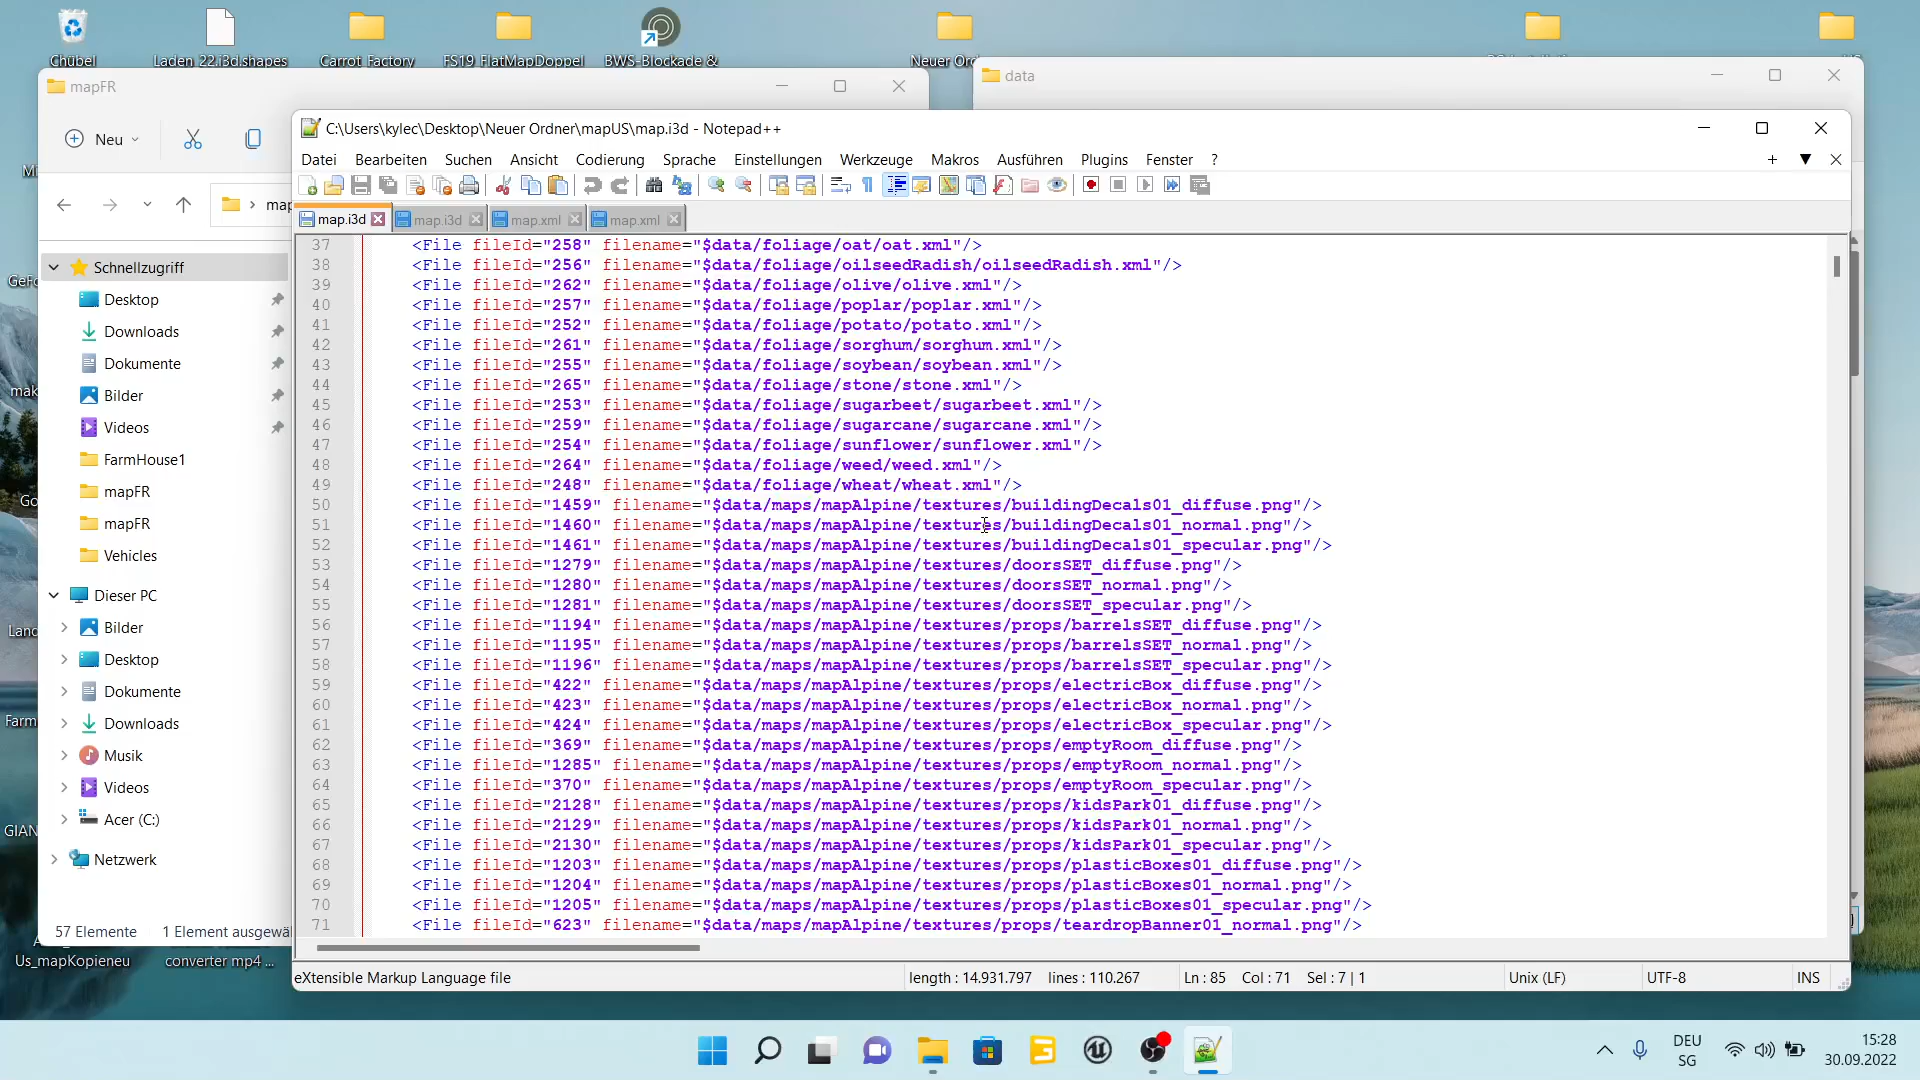 Chübel
Laden_22.i3d.shapes
Carrot_Factory
FS19_FlatMapDoppel
BWS-Blockade &
Neuer Ord
mapFR
data
Neu
map
C:\Users\kylec\Desktop\Neuer Ordner\mapUS\map.i3d - Notepad++
Datei Bearbeiten Suchen Ansicht Codierung Sprache Einstellungen Werkzeuge Makros Ausführen Plugins Fenster ?
map.i3d map.i3d map.xml map.xml
37 <File fileId="258" filename="$data/foliage/oat/oat.xml"/>
38 <File fileId="256" filename="$data/foliage/oilseedRadish/oilseedRadish.xml"/>
39 <File fileId="262" filename="$data/foliage/olive/olive.xml"/>
40 <File fileId="257" filename="$data/foliage/poplar/poplar.xml"/>
41 <File fileId="252" filename="$data/foliage/potato/potato.xml"/>
42 <File fileId="261" filename="$data/foliage/sorghum/sorghum.xml"/>
43 <File fileId="255" filename="$data/foliage/soybean/soybean.xml"/>
44 <File fileId="265" filename="$data/foliage/stone/stone.xml"/>
45 <File fileId="253" filename="$data/foliage/sugarbeet/sugarbeet.xml"/>
46 <File fileId="259" filename="$data/foliage/sugarcane/sugarcane.xml"/>
47 <File fileId="254" filename="$data/foliage/sunflower/sunflower.xml"/>
48 <File fileId="264" filename="$data/foliage/weed/weed.xml"/>
49 <File fileId="248" filename="$data/foliage/wheat/wheat.xml"/>
50 <File fileId="1459" filename="$data/maps/mapAlpine/textures/buildingDecals01_diffuse.png"/>
51 <File fileId="1460" filename="$data/maps/mapAlpine/textures/buildingDecals01_normal.png"/>
52 <File fileId="1461" filename="$data/maps/mapAlpine/textures/buildingDecals01_specular.png"/>
53 <File fileId="1279" filename="$data/maps/mapAlpine/textures/doorsSET_diffuse.png"/>
54 <File fileId="1280" filename="$data/maps/mapAlpine/textures/doorsSET_normal.png"/>
55 <File fileId="1281" filename="$data/maps/mapAlpine/textures/doorsSET_specular.png"/>
56 <File fileId="1194" filename="$data/maps/mapAlpine/textures/props/barrelsSET_diffuse.png"/>
57 <File fileId="1195" filename="$data/maps/mapAlpine/textures/props/barrelsSET_normal.png"/>
58 <File fileId="1196" filename="$data/maps/mapAlpine/textures/props/barrelsSET_specular.png"/>
59 <File fileId="422" filename="$data/maps/mapAlpine/textures/props/electricBox_diffuse.png"/>
60 <File fileId="423" filename="$data/maps/mapAlpine/textures/props/electricBox_normal.png"/>
61 <File fileId="424" filename="$data/maps/mapAlpine/textures/props/electricBox_specular.png"/>
62 <File fileId="369" filename="$data/maps/mapAlpine/textures/props/emptyRoom_diffuse.png"/>
63 <File fileId="1285" filename="$data/maps/mapAlpine/textures/props/emptyRoom_normal.png"/>
64 <File fileId="370" filename="$data/maps/mapAlpine/textures/props/emptyRoom_specular.png"/>
65 <File fileId="2128" filename="$data/maps/mapAlpine/textures/props/kidsPark01_diffuse.png"/>
66 <File fileId="2129" filename="$data/maps/mapAlpine/textures/props/kidsPark01_normal.png"/>
67 <File fileId="2130" filename="$data/maps/mapAlpine/textures/props/kidsPark01_specular.png"/>
68 <File fileId="1203" filename="$data/maps/mapAlpine/textures/props/plasticBoxes01_diffuse.png"/>
69 <File fileId="1204" filename="$data/maps/mapAlpine/textures/props/plasticBoxes01_normal.png"/>
70 <File fileId="1205" filename="$data/maps/mapAlpine/textures/props/plasticBoxes01_specular.png"/>
71 <File fileId="623" filename="$data/maps/mapAlpine/textures/props/teardropBanner01_normal.png"/>
Schnellzugriff
Desktop
Downloads
Dokumente
Bilder
Videos
FarmHouse1
mapFR
mapFR
Vehicles
Dieser PC
Bilder
Desktop
Dokumente
Downloads
Musik
Videos
Acer (C:)
Netzwerk
57 Elemente 1 Element ausgewäh
Mi
GeFo
mak
Go
Land
Farm
GIAN
Us_mapKopieneu
converter mp4 ...
eXtensible Markup Language file length : 14.931.797 lines : 110.267 Ln : 85 Col : 71 Sel : 7 | 1 Unix (LF) UTF-8 INS
DEU
SG
15:28
30.09.2022